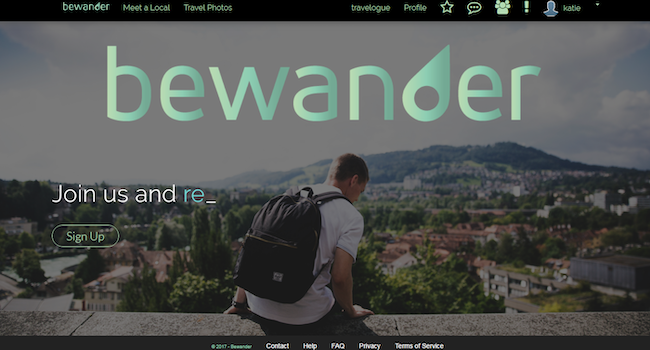 bewander Meet a Local Travel Photos travelogue Profile katie
bewander
Join us and re_
Sign Up
© 2017 - Bewander Contact Help FAQ Privacy Terms of Service